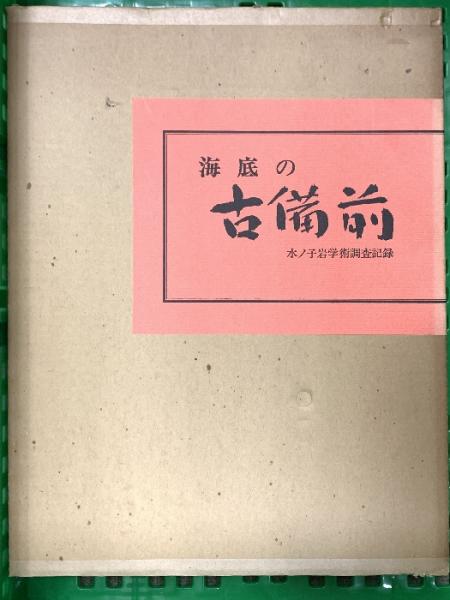 海底の
古備前
水ノ子岩学術調査記録